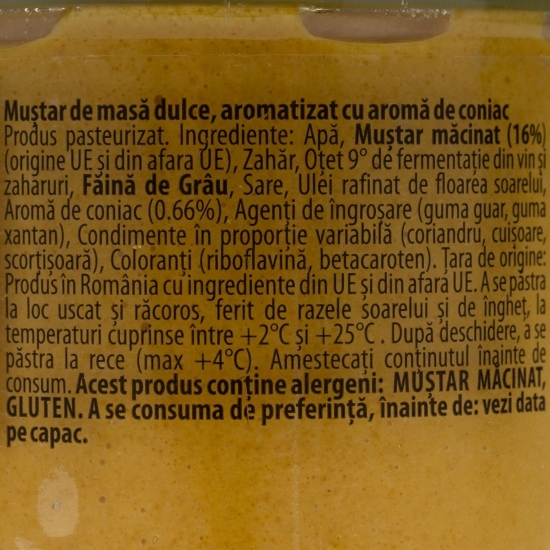 Muștar de masă dulce, aromatizat cu aromă de coniac
Produs pasteurizat. Ingrediente: Apă, Muștar măcinat (16%)
(origine UE și din afara UE), Zahăr, Oțet 9° de fermentație din vin și
zaharuri, Făină de Grâu, Sare, Ulei rafinat de floarea soarelui,
Aromă de coniac (0.66%), Agenți de îngroșare (guma guar, guma
xantan), Condimente în proporție variabilă (coriandru, cuișoare,
scorțișoară), Coloranți (riboflavină, betacaroten). Țara de origine:
Produs în România cu ingrediente din UE și din afara UE. A se păstra
la loc uscat și răcoros, ferit de razele soarelui și de îngheț, la
temperaturi cuprinse între +2°C și +25°C . După deschidere, a se
păstra la rece (max +4°C). Amestecați conținutul înainte de
consum. Acest produs conține alergeni: MUȘTAR MĂCINAT,
GLUTEN. A se consuma de preferință, înainte de: vezi data
pe capac.